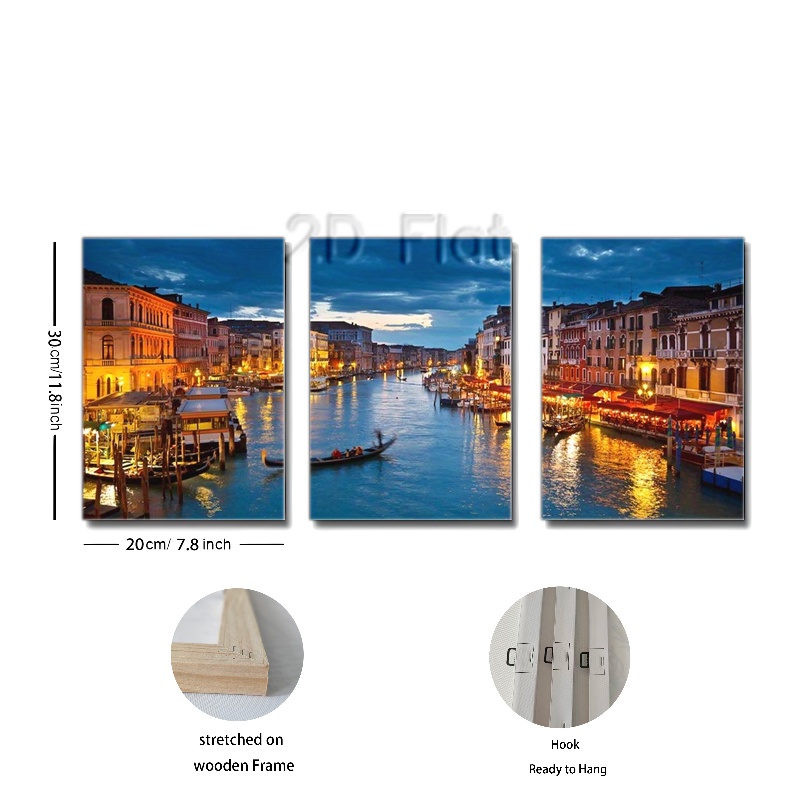 2D Flat
30cm/11.8inch
20cm/ 7.8 inch
stretched on
wooden Frame
Hook
Ready to Hang